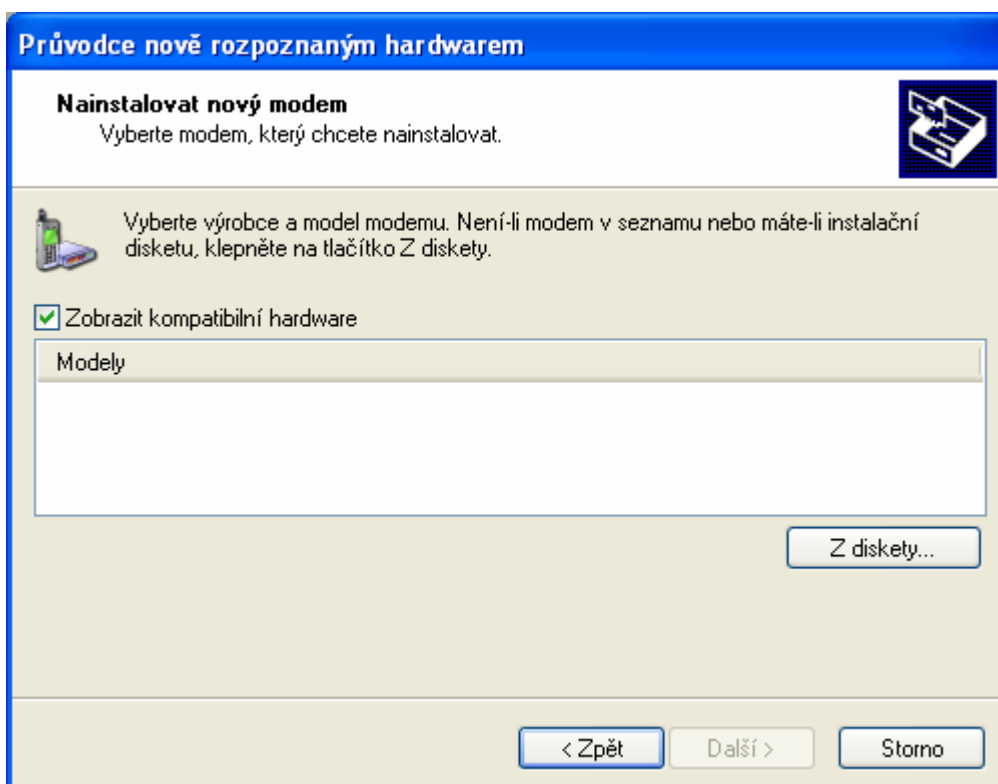 Průvodce nově rozpoznaným hardwarem
Nainstalovat nový modem
Vyberte modem, který chcete nainstalovat.
Vyberte výrobce a model modemu. Není-li modem v seznamu nebo máte-li instalační
disketu, klepněte na tlačítko Z diskety.
Zobrazit kompatibilní hardware
Modely
Z diskety...
< Zpět
Další >
Storno